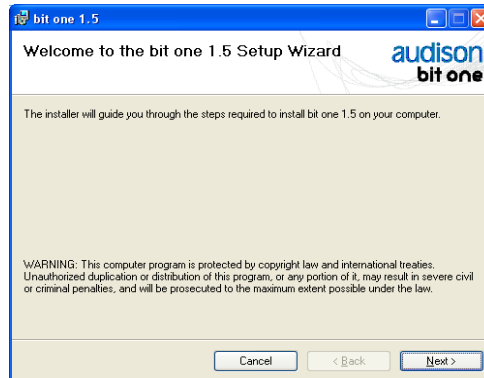 bit one 1.5
Welcome to the bit one 1.5 Setup Wizard
audison
bit one
The installer will guide you through the steps required to install bit one 1.5 on your computer.
WARNING: This computer program is protected by copyright law and international treaties.
Unauthorized duplication or distribution of this program, or any portion of it, may result in severe civil
or criminal penalties, and will be prosecuted to the maximum extent possible under the law.
Cancel
< Back
Next >